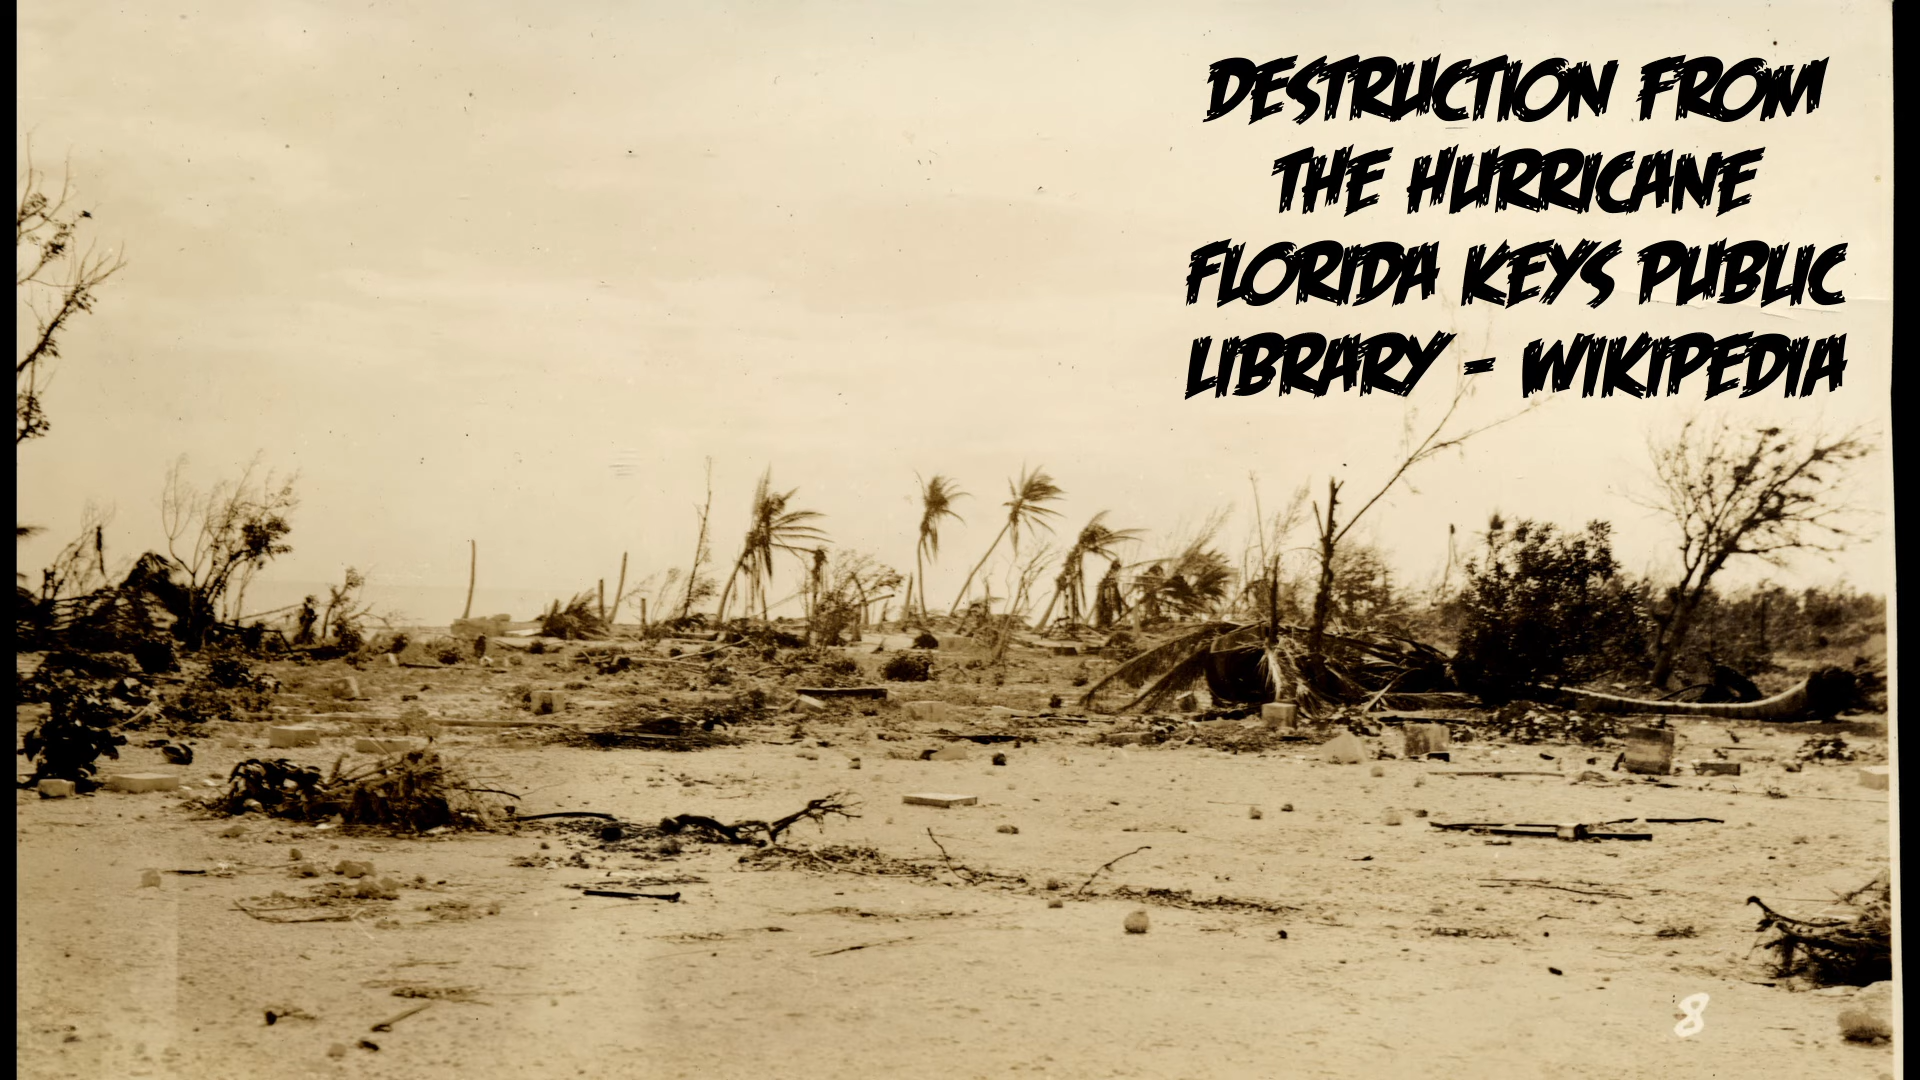 DESTRUCTION FROM
THE HURRICANE
FLORIDA KEYS PUBLIC
LIBRARY - WIKIPEDIA
8